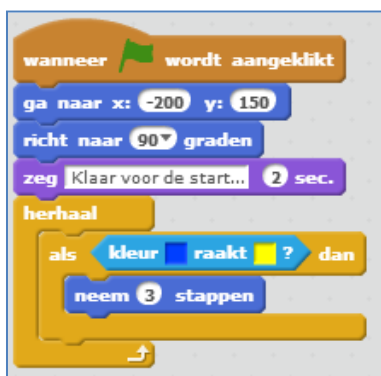 wanneer wordt aangeklikt
ga naar x: -200 y: 150
richt naar 90 graden
zeg Klaar voor de start... 2 sec.
herhaal
als kleur raakt ? dan
neem 3 stappen